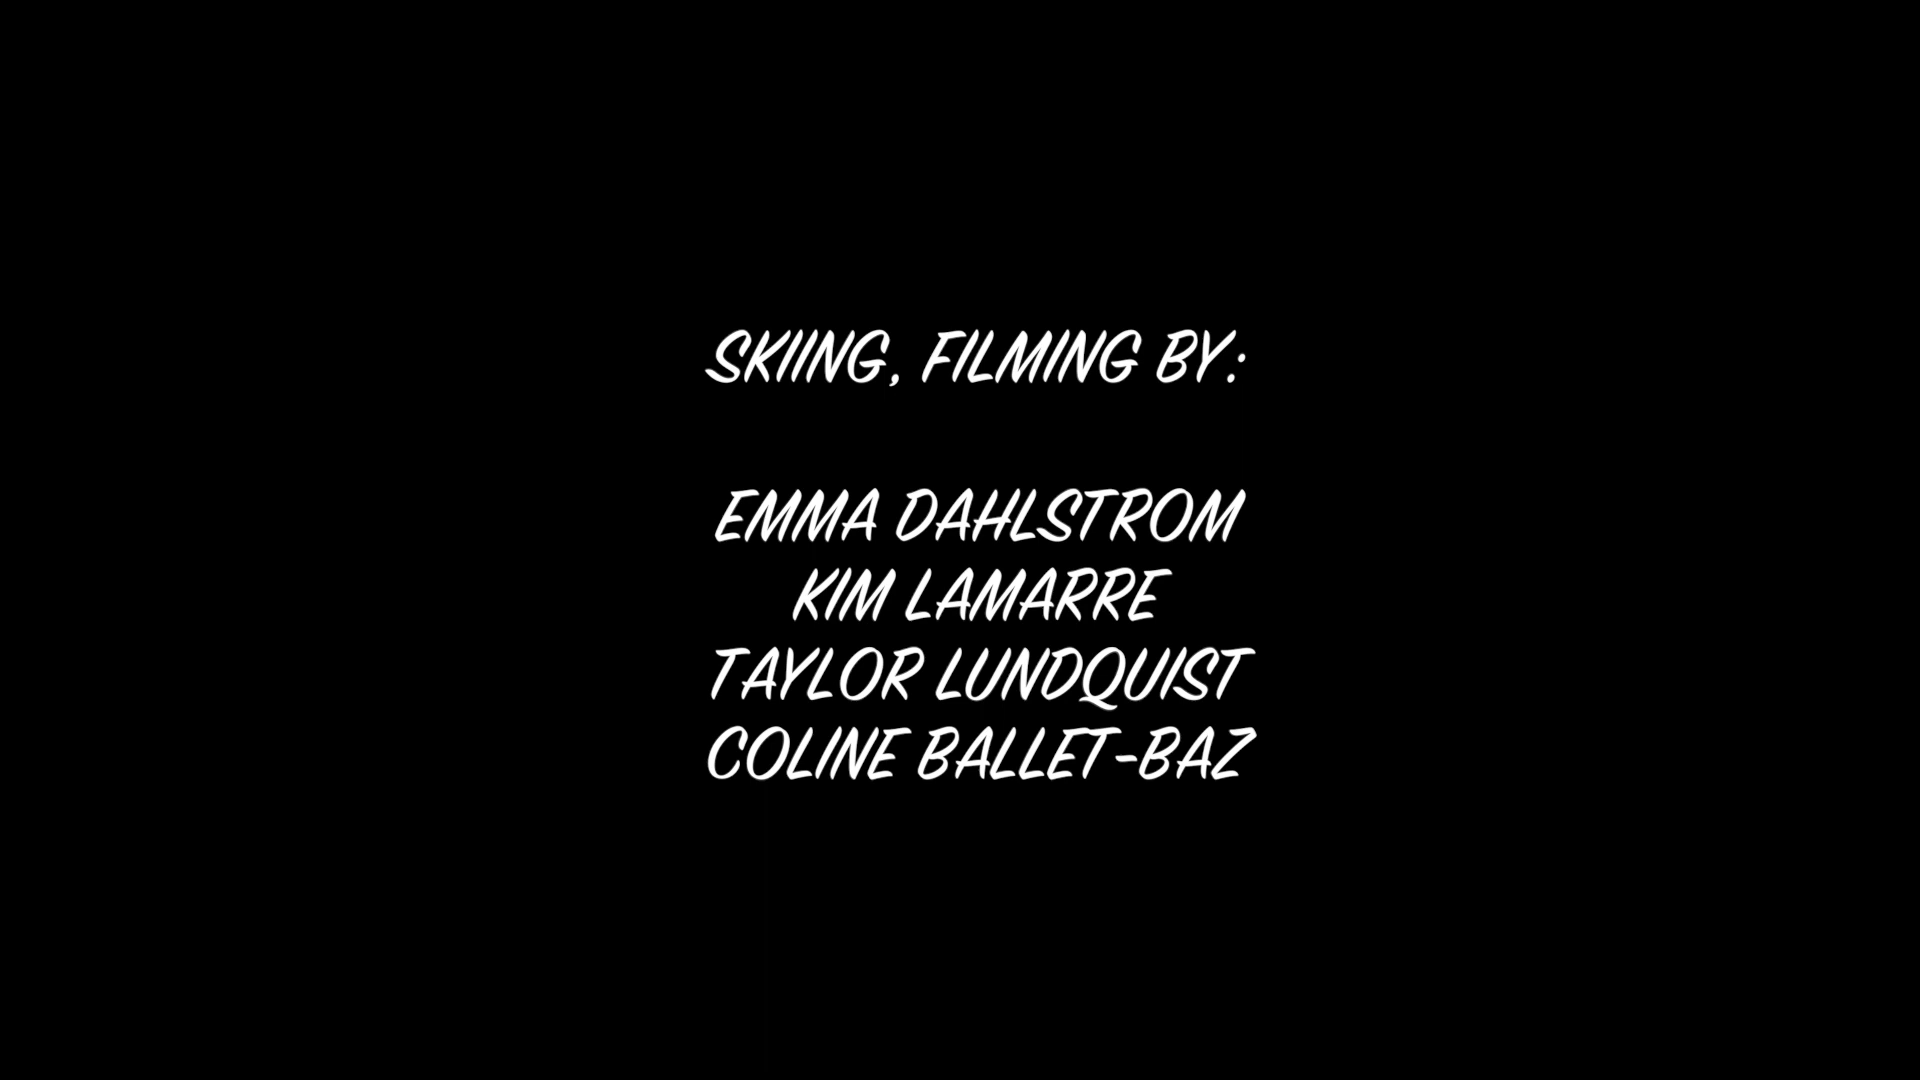 SKIING, FILMING BY:
EMMA DAHLSTROM
KIM LAMARRE
TAYLOR LUNDQUIST
COLINE BALLET-BAZ